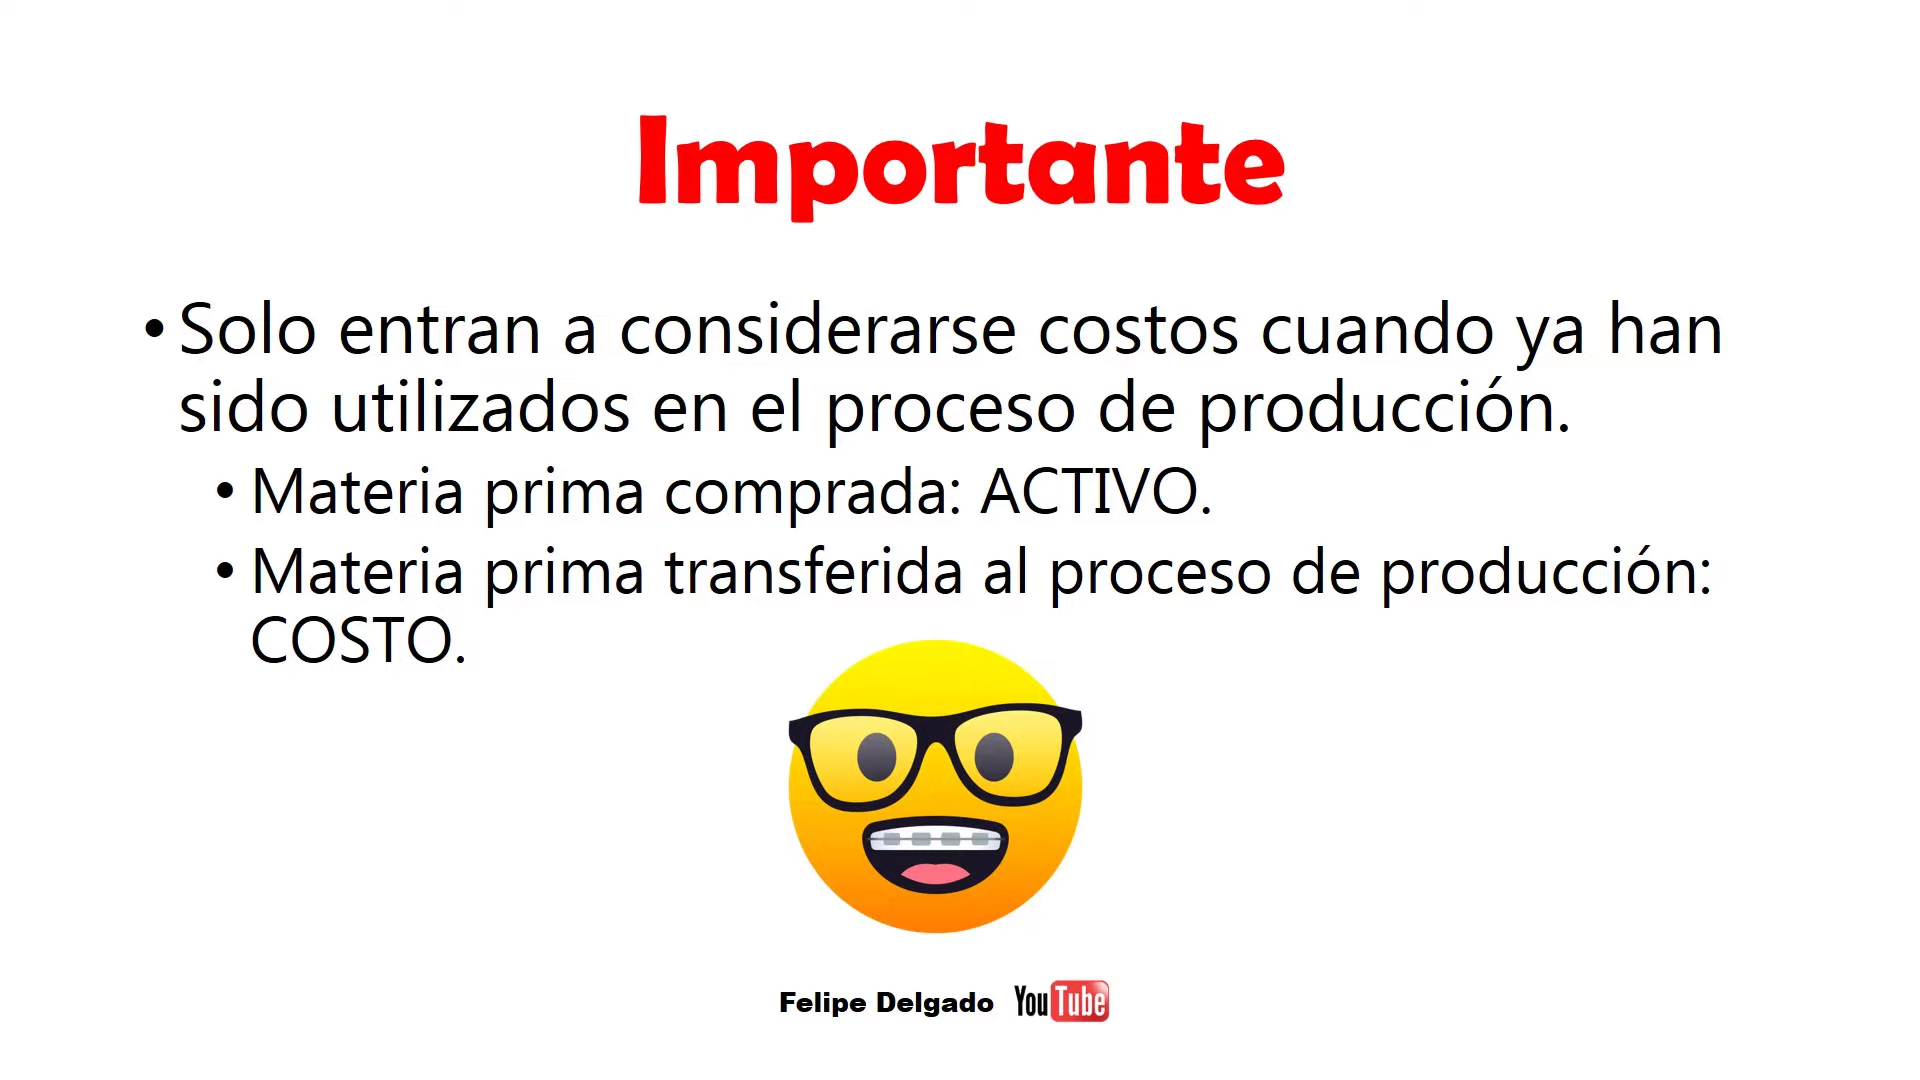 Importante
• Solo entran a considerarse costos cuando ya han
sido utilizados en el proceso de producción.
• Materia prima comprada: ACTIVO.
• Materia prima transferida al proceso de producción:
COSTO.
Felipe Delgado YouTube